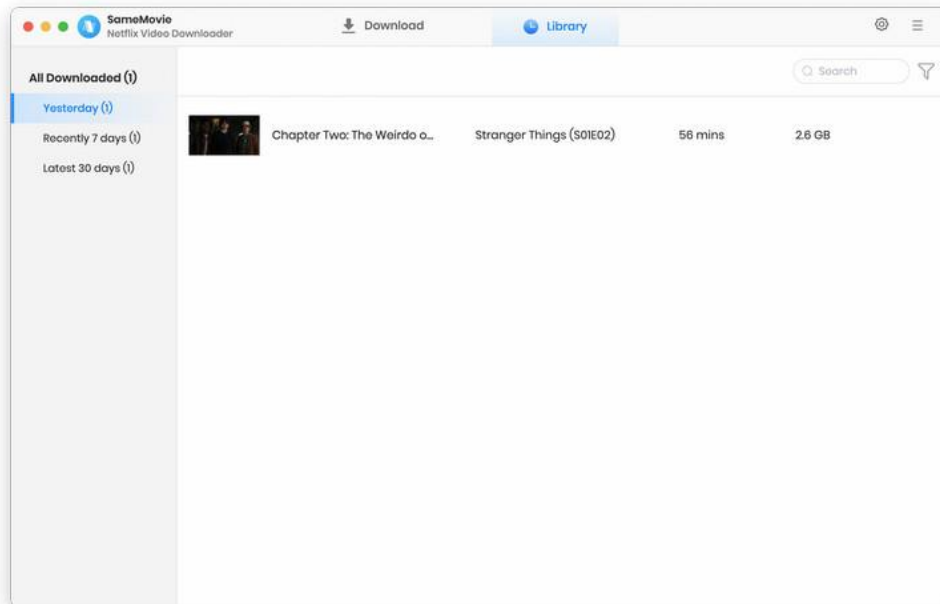 SameMovie
Netflix Video Downloader
Download
Library
All Downloaded (1)
Search
Yesterday (1)
Recently 7 days (1)
Latest 30 days (1)
Chapter Two: The Weirdo o... Stranger Things (S01E02) 56 mins 2.6 GB